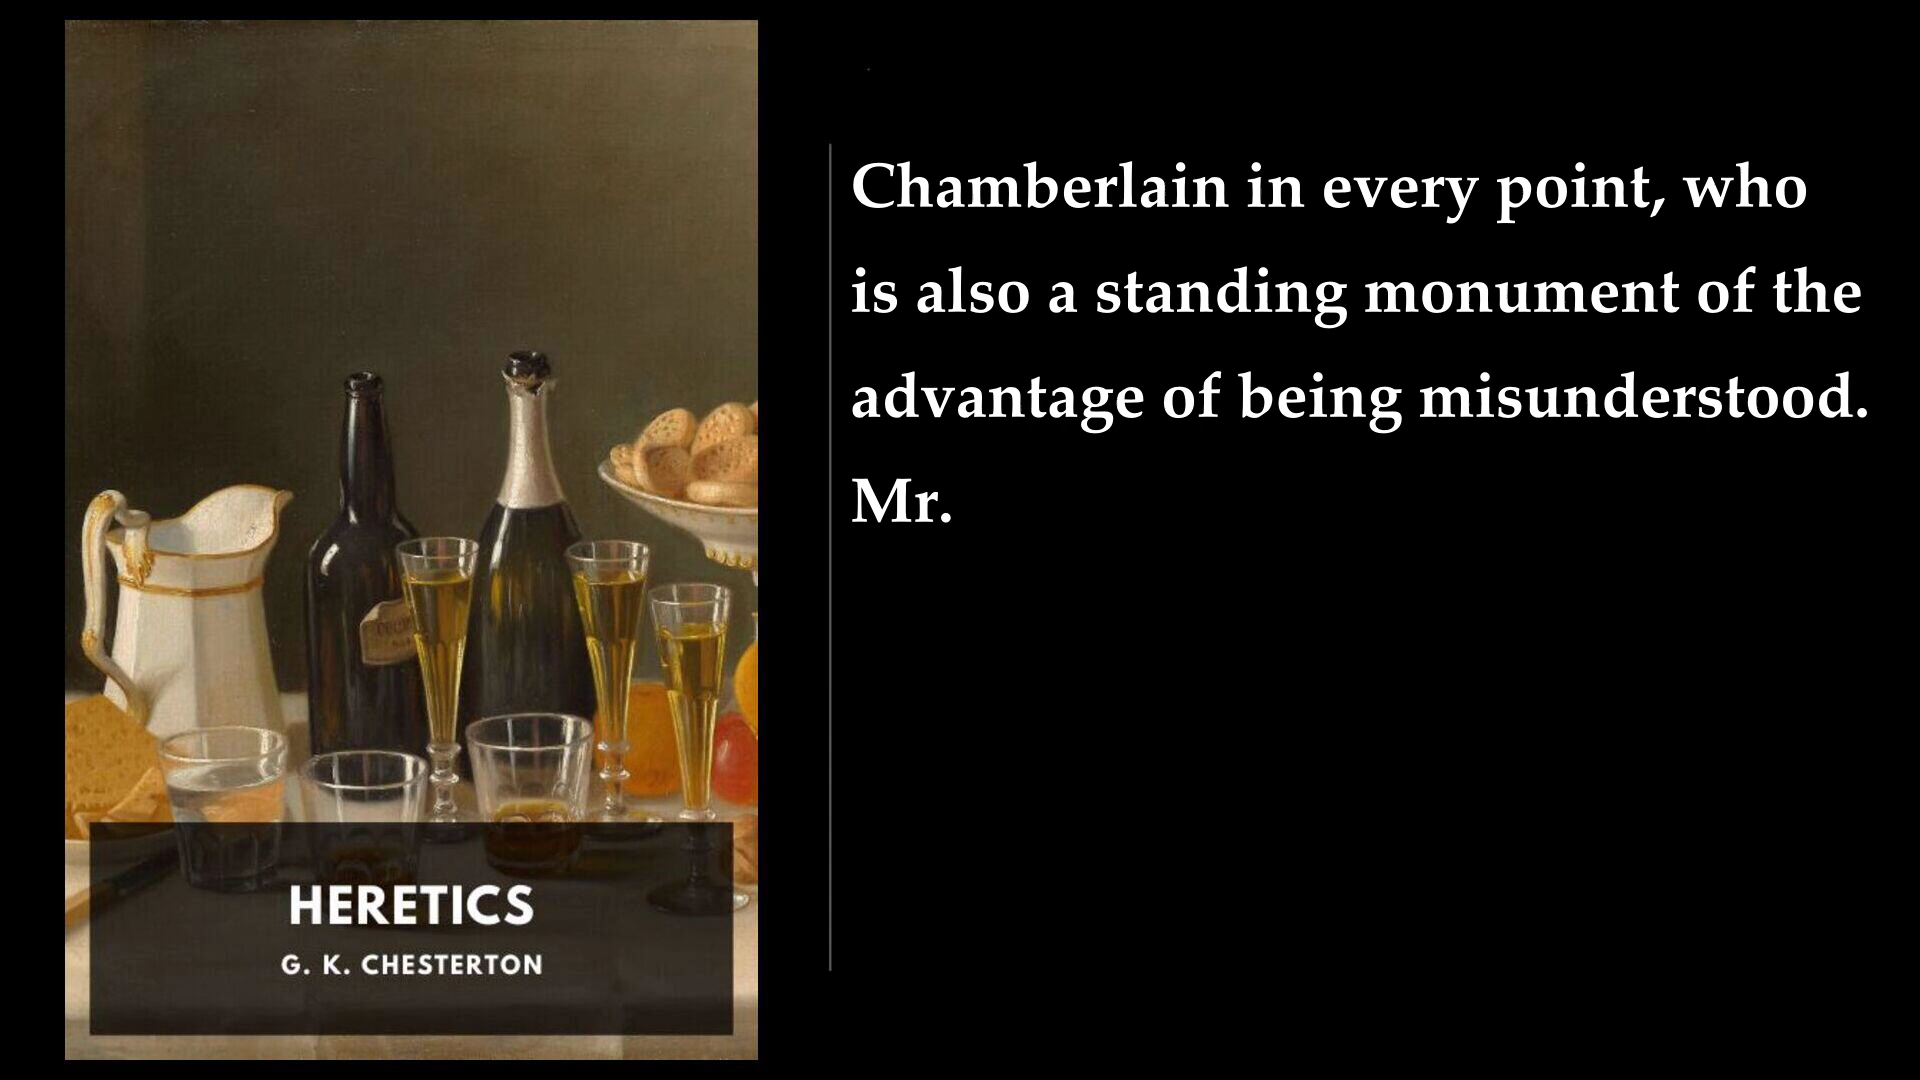 Chamberlain in every point, who
is also a standing monument of the
advantage of being misunderstood.
Mr.
HERETICS
G. K. CHESTERTON